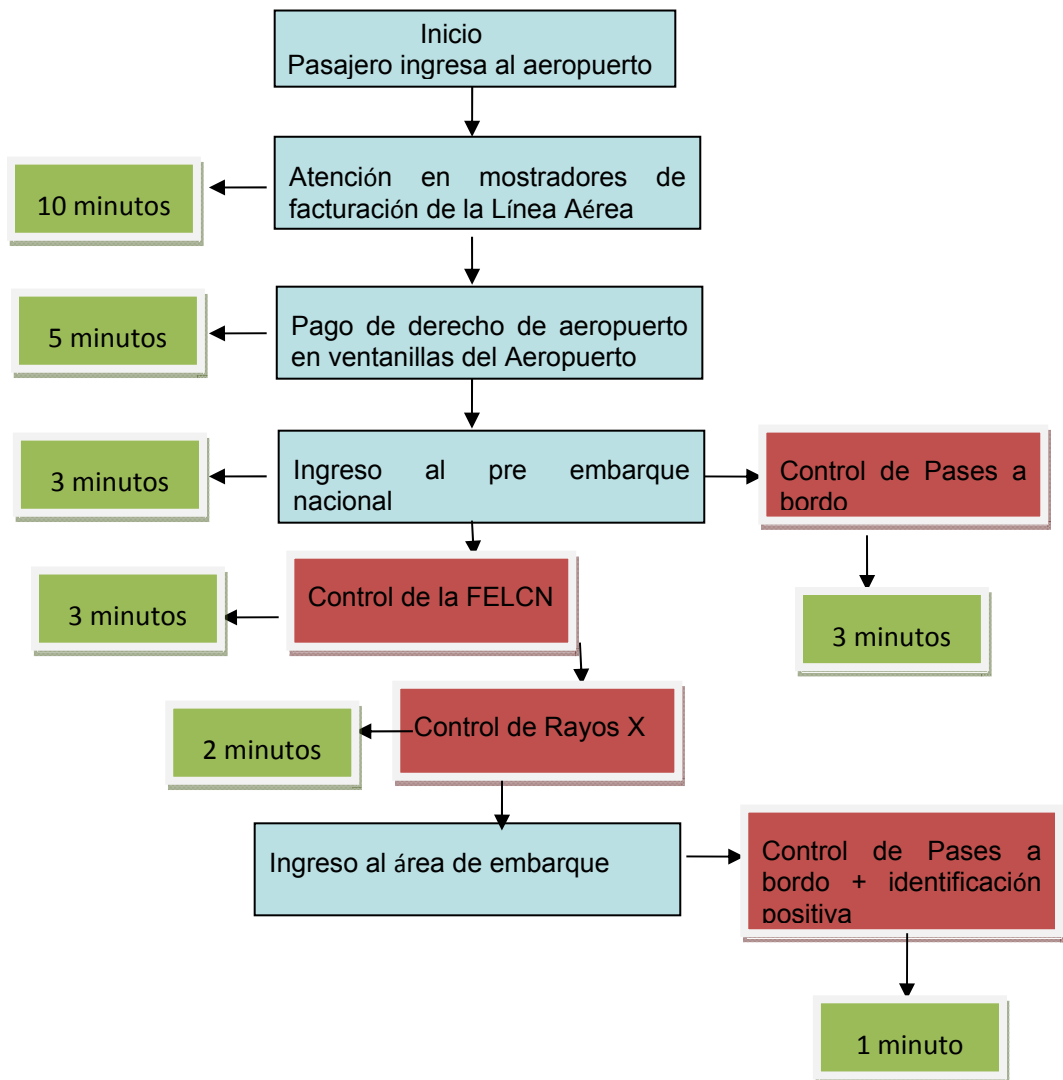 Inicio
Pasajero ingresa al aeropuerto
Atención en mostradores de
facturación de la Línea Aérea
10 minutos
Pago de derecho de aeropuerto
en ventanillas del Aeropuerto
5 minutos
Ingreso al pre embarque
nacional
3 minutos
Control de Pases a
bordo
3 minutos
Control de la FELCN
3 minutos
Control de Rayos X
2 minutos
Ingreso al área de embarque
Control de Pases a
bordo + identificación
positiva
1 minuto